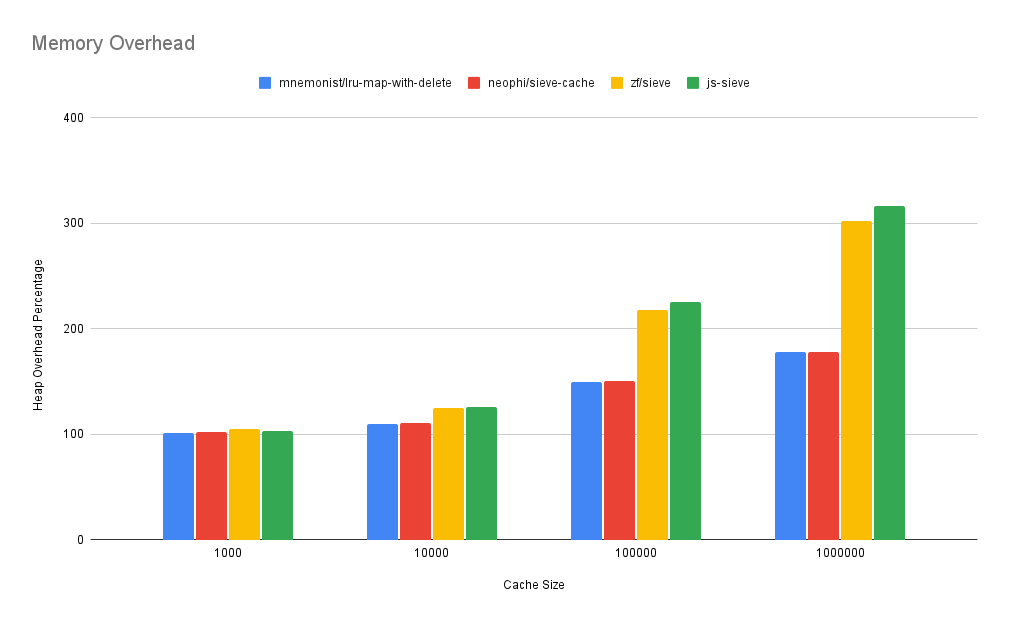 Memory Overhead
mnemonist/lru-map-with-delete neophi/sieve-cache zf/sieve js-sieve
400
300
200
100
0
Heap Overhead Percentage
1000 10000 100000 1000000
Cache Size